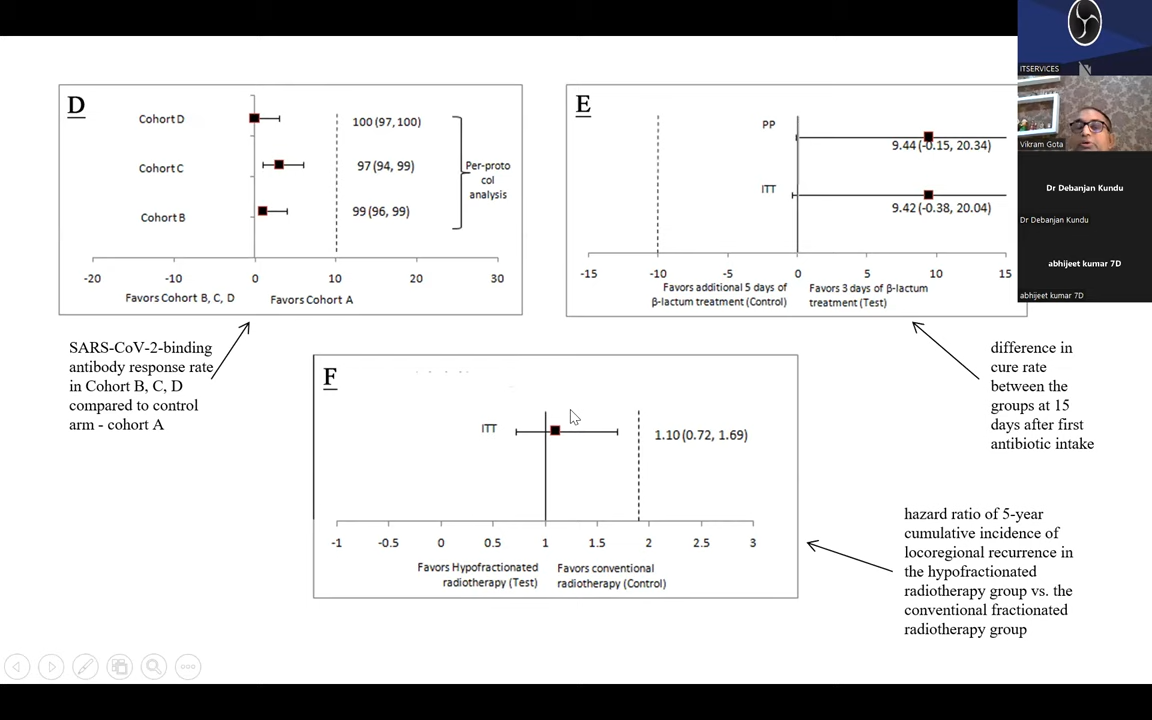 D
Cohort D
100 (97, 100)
Cohort C
97 (94, 99)
Per-proto
col
analysis
Cohort B
99 (96, 99)
-20 -10 0 10 20 30
Favors Cohort B, C, D Favors Cohort A
E
PP
9.44 (-0.15, 20.34)
ITT
9.42 (-0.38, 20.04)
-15 -10 -5 0 5 10 15
Favors additional 5 days of
β-lactum treatment (Control)
Favors 3 days of β-lactum
treatment (Test)
SARS-CoV-2-binding
antibody response rate
in Cohort B, C, D
compared to control
arm - cohort A
F
ITT
1.10 (0.72, 1.69)
-1 -0.5 0 0.5 1 1.5 2 2.5 3
Favors Hypofractionated
radiotherapy (Test)
Favors conventional
radiotherapy (Control)
difference in
cure rate
between the
groups at 15
days after first
antibiotic intake
hazard ratio of 5-year
cumulative incidence of
locoregional recurrence in
the hypofractionated
radiotherapy group vs. the
conventional fractionated
radiotherapy group
ITSERVICES
Vikram Gota
Dr Debanjan Kundu
Dr Debanjan Kundu
abhijeet kumar 7D
abhijeet kumar 7D